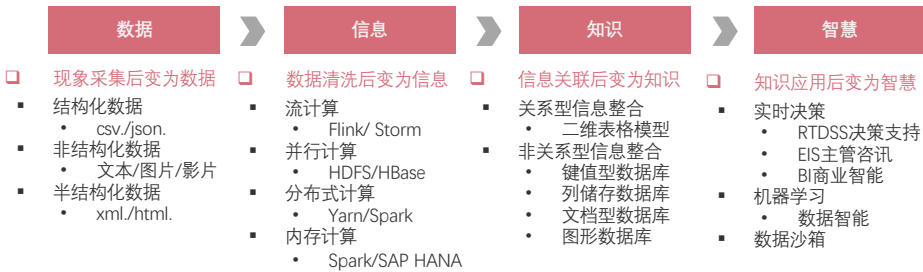 数据
现象采集后变为数据
结构化数据
csv./json.
非结构化数据
文本/图片/影片
半结构化数据
xml./html.
信息
数据清洗后变为信息
流计算
Flink/ Storm
并行计算
HDFS/HBase
分布式计算
Yarn/Spark
内存计算
Spark/SAP HANA
知识
信息关联后变为知识
关系型信息整合
二维表格模型
非关系型信息整合
键值型数据库
列储存数据库
文档型数据库
图形数据库
智慧
知识应用后变为智慧
实时决策
RTDSS决策支持
EIS主管咨讯
BI商业智能
机器学习
数据智能
数据沙箱